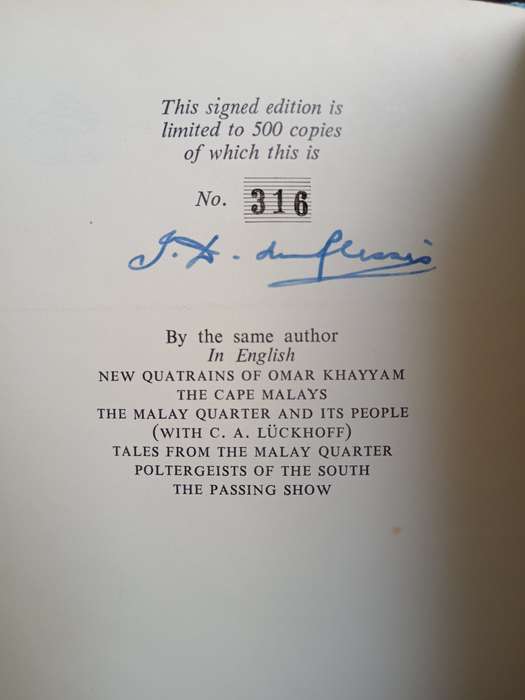 This signed edition is
limited to 500 copies
of which this is
No. 316
I. D. du Plessis
By the same author
In English
NEW QUATRAINS OF OMAR KHAYYAM
THE CAPE MALAYS
THE MALAY QUARTER AND ITS PEOPLE
(WITH C. A. LÜCKHOFF)
TALES FROM THE MALAY QUARTER
POLTERGEISTS OF THE SOUTH
THE PASSING SHOW